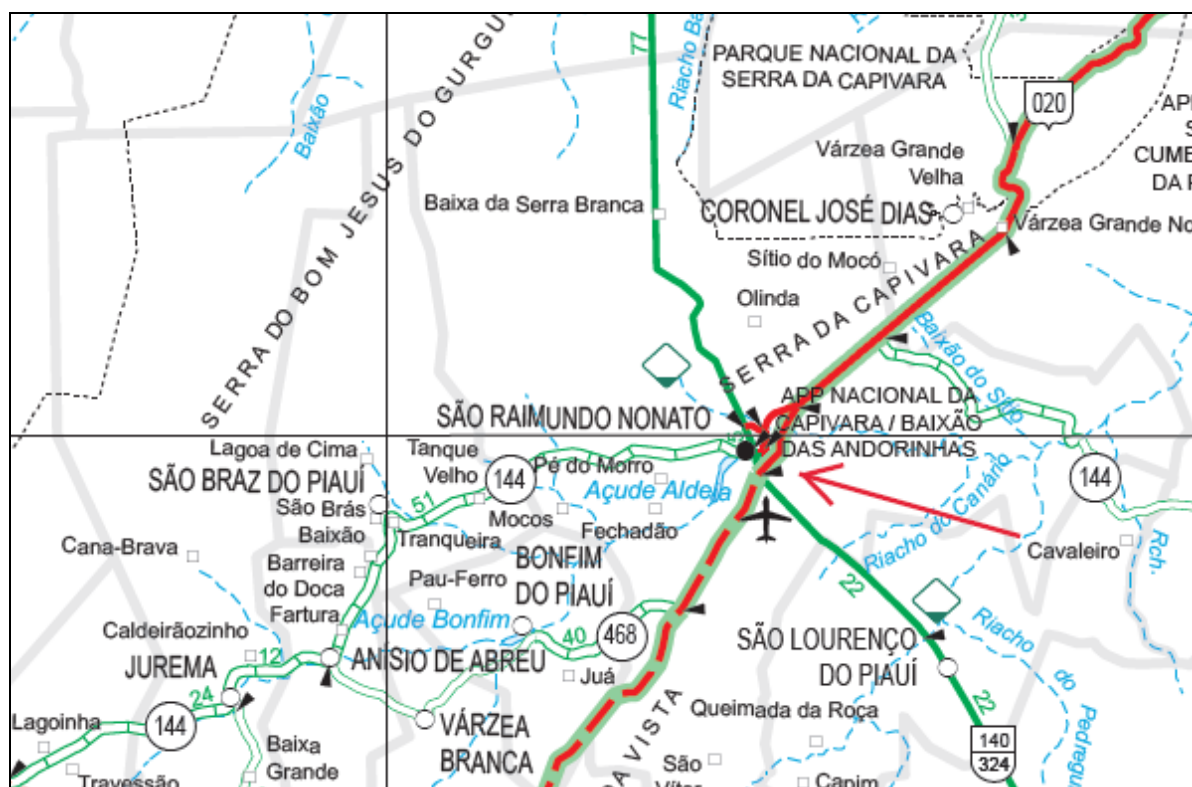 PARQUE NACIONAL DA
SERRA DA CAPIVARA
77
Riacho
020
Baixão
SERRA DO BOM JESUS DO GURGU
Várzea Grande
Velha
CUME
DA
Baixa da Serra Branca
CORONEL JOSÉ DIAS
Várzea Grande
Sítio do Mocó
Olinda
SERRA DA CAPIVARA
Baixão do Sítio
SÃO RAIMUNDO NONATO
APP NACIONAL DA
CAPIVARA / BAIXÃO
DAS ANDORINHAS
Lagoa de Cima
Tanque
Velho
144
Pé do Morro
SÃO BRAZ DO PIAUÍ
Açude Aldeia
144
51
São Brás
Mocos
Fechadão
Riacho do Canário
Baixão
Tranqueira
Cana-Brava
Cavaleiro
Rch.
Barreira
do Doca
Fartura
Pau-Ferro
BONFIM
DO PIAUÍ
22
Açude Bonfim
Caldeirãozinho
40
468
SÃO LOURENÇO
DO PIAUÍ
Riacho
do
12
JUREMA
ANISIO DE ABREU
Juá
24
22
Lagoinha
144
VÁRZEA
BRANCA
VISTA
Queimada da Roça
140
324
Baixa
Grande
Travessão
São
Capim